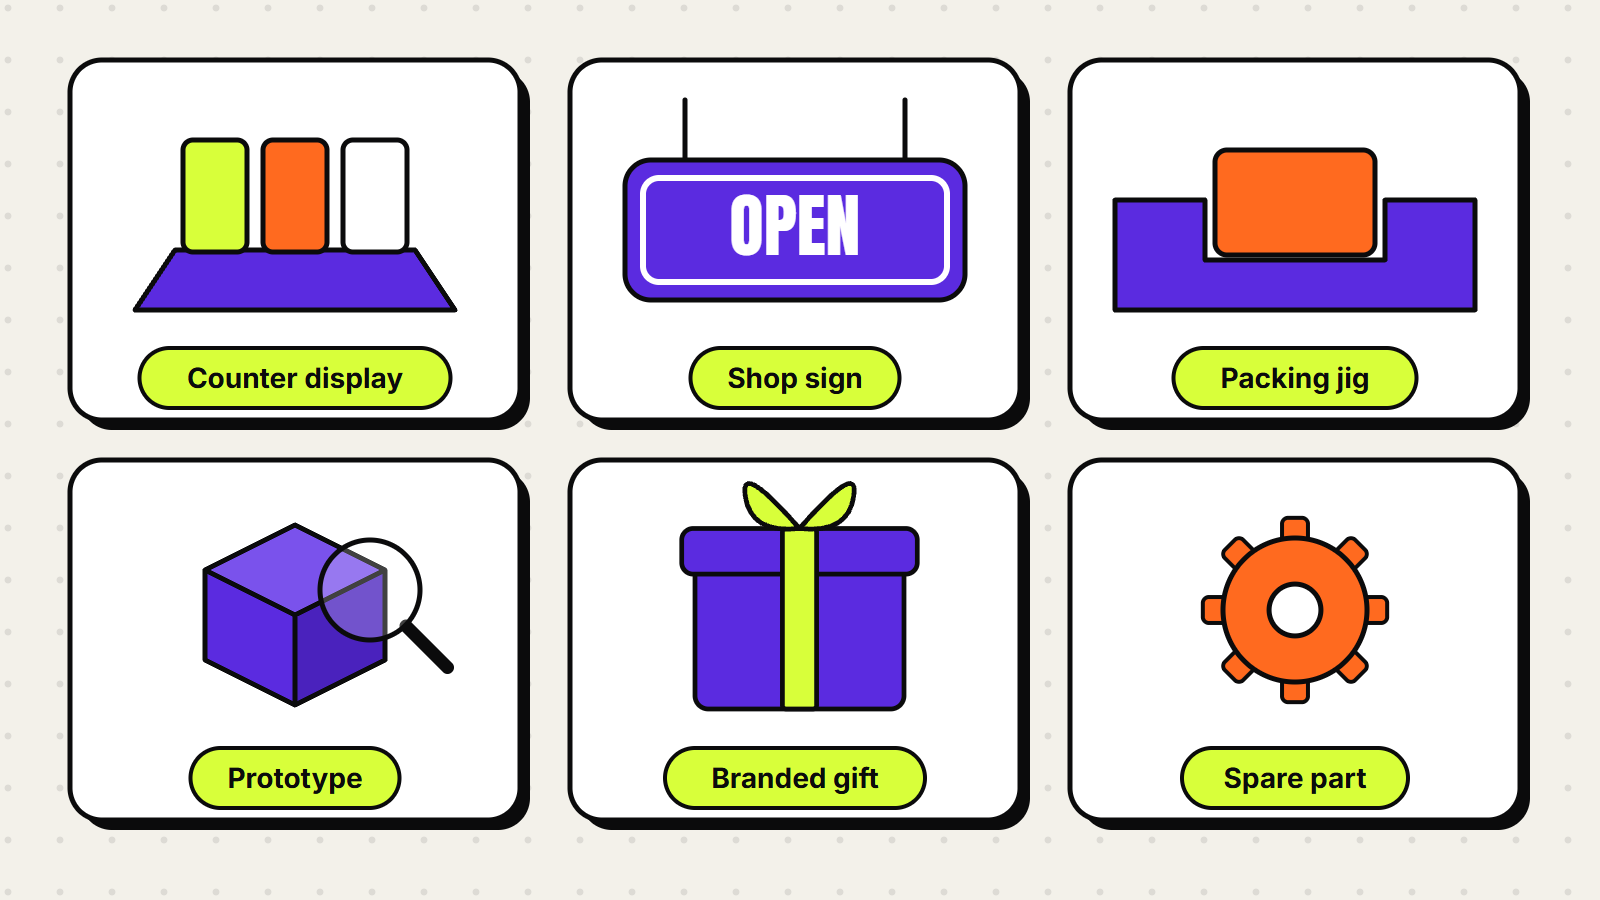 OPEN
Counter display
Shop sign
Packing jig
Prototype
Branded gift
Spare part